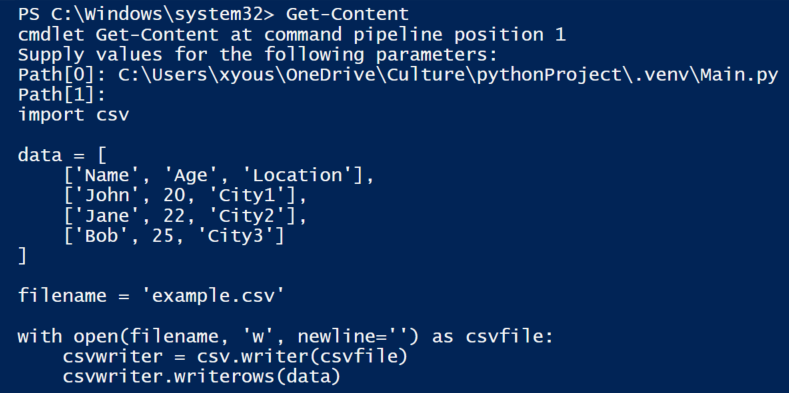 PS C:\Windows\system32> Get-Content
cmdlet Get-Content at command pipeline position 1
Supply values for the following parameters:
Path[0]: C:\Users\xyous\OneDrive\Culture\pythonProject\.venv\Main.py
Path[1]:
import csv

data = [
    ['Name', 'Age', 'Location'],
    ['John', 20, 'City1'],
    ['Jane', 22, 'City2'],
    ['Bob', 25, 'City3']
]

filename = 'example.csv'

with open(filename, 'w', newline='') as csvfile:
    csvwriter = csv.writer(csvfile)
    csvwriter.writerows(data)